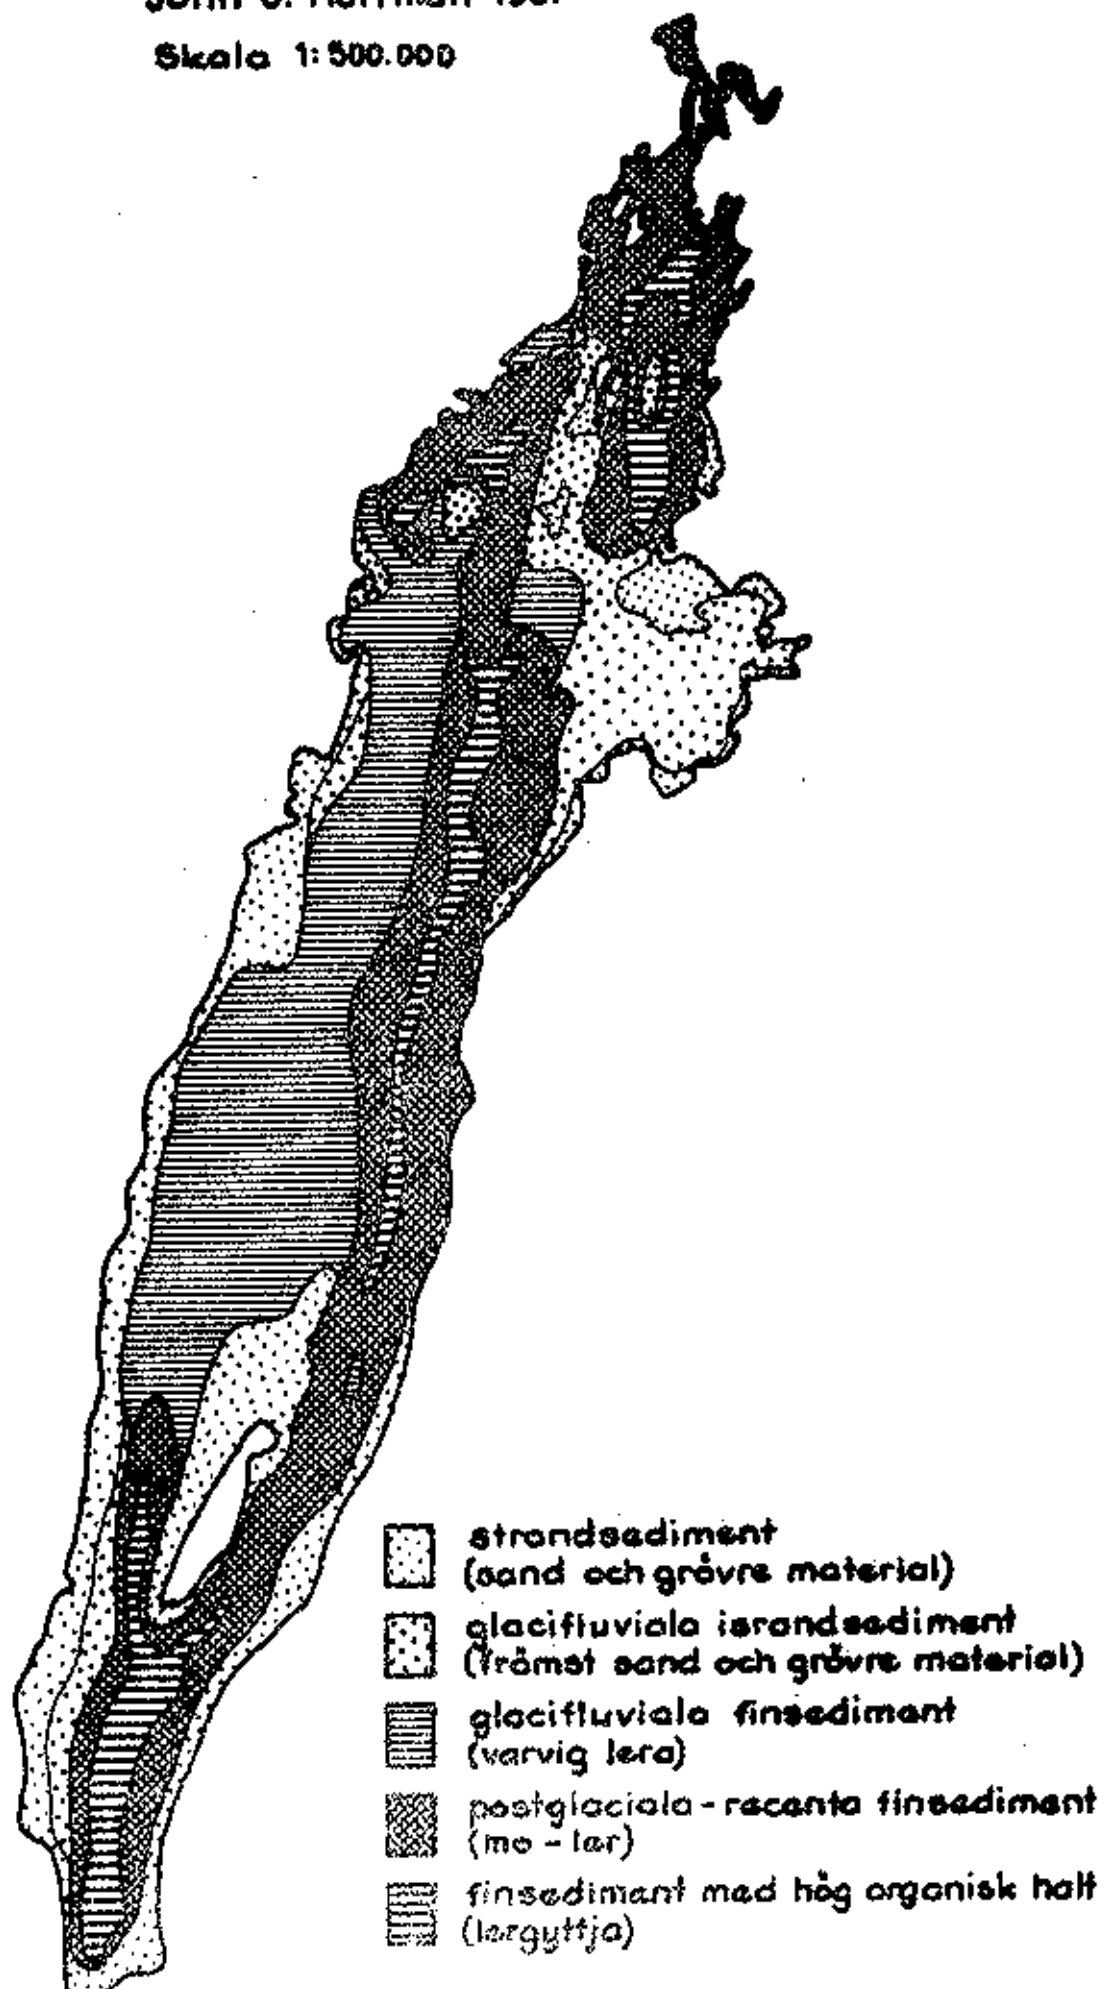 Skala 1:500.000
strandsediment
(sand och grövre material)
glacifluviala israndsediment
(främst sand och grövre material)
glacifluviala finsediment
(varvig lera)
postglaciala-recenta finsediment
(mo - ler)
finsediment med hög organisk halt
(lergyttja)